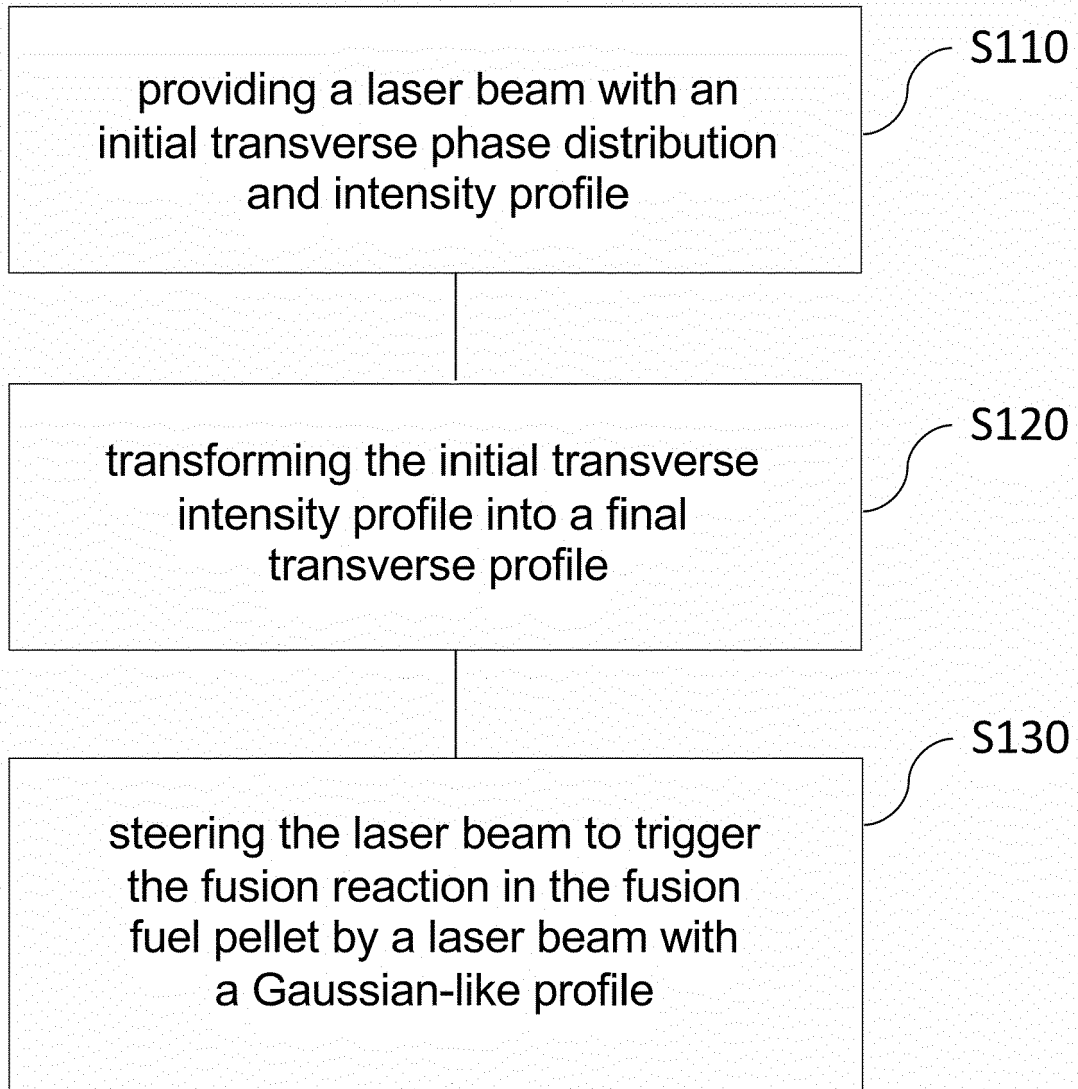 S110
providing a laser beam with an
initial transverse phase distribution
and intensity profile
S120
transforming the initial transverse
intensity profile into a final
transverse profile
S130
steering the laser beam to trigger
the fusion reaction in the fusion
fuel pellet by a laser beam with
a Gaussian-like profile